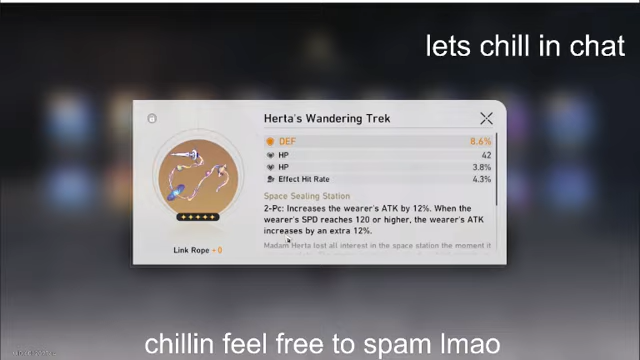 lets chill in chat
Herta's Wandering Trek
DEF 8.6%
HP 42
HP 3.8%
Effect Hit Rate 4.3%
Space Sealing Station
2-Pc: Increases the wearer's ATK by 12%. When the
wearer's SPD reaches 120 or higher, the wearer's ATK
increases by an extra 12%.
Madam Herta lost all interest in the space station the moment it
Link Rope • 0
chillin feel free to spam lmao